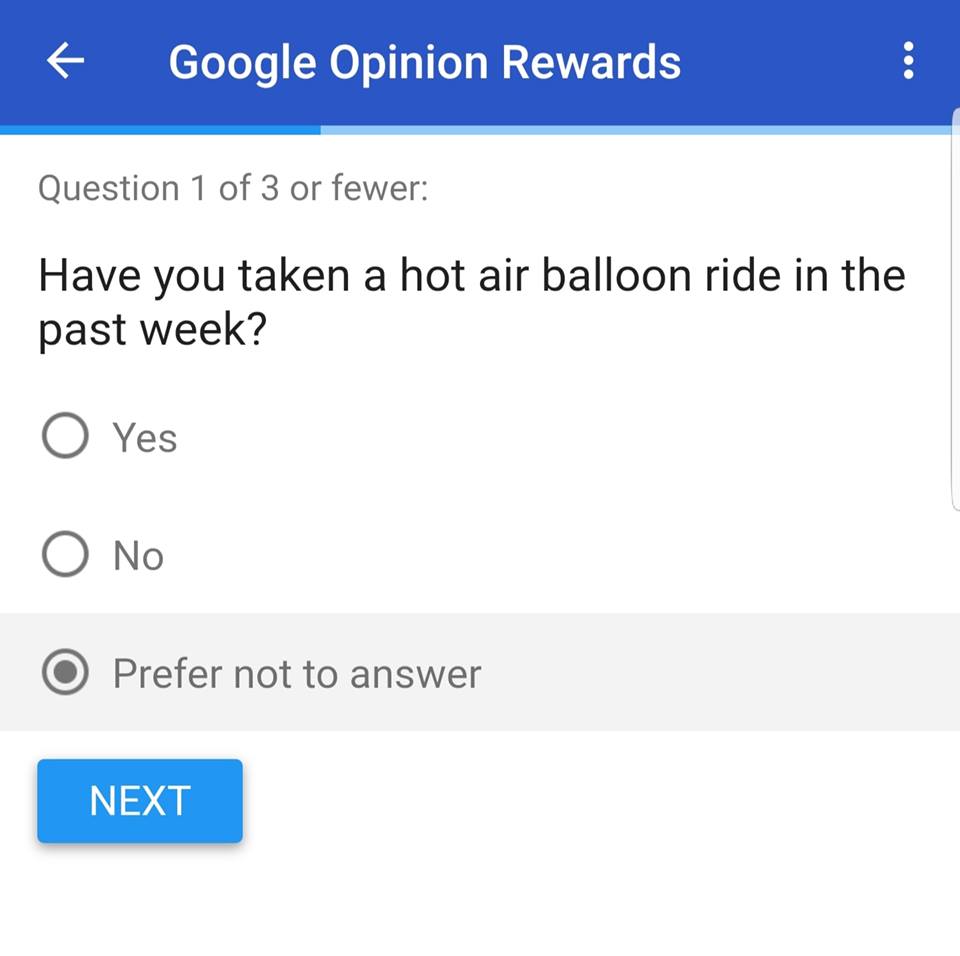 Google Opinion Rewards
Question 1 of 3 or fewer:
Have you taken a hot air balloon ride in the
past week?
Yes
No
Prefer not to answer
NEXT